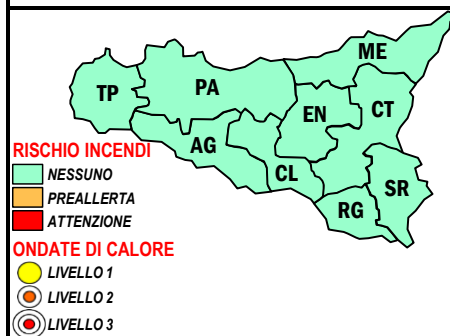 ME
TP
PA
CT
EN
AG
CL
SR
RG
RISCHIO INCENDI
NESSUNO
PREALLERTA
ATTENZIONE
ONDATE DI CALORE
LIVELLO 1
LIVELLO 2
LIVELLO 3